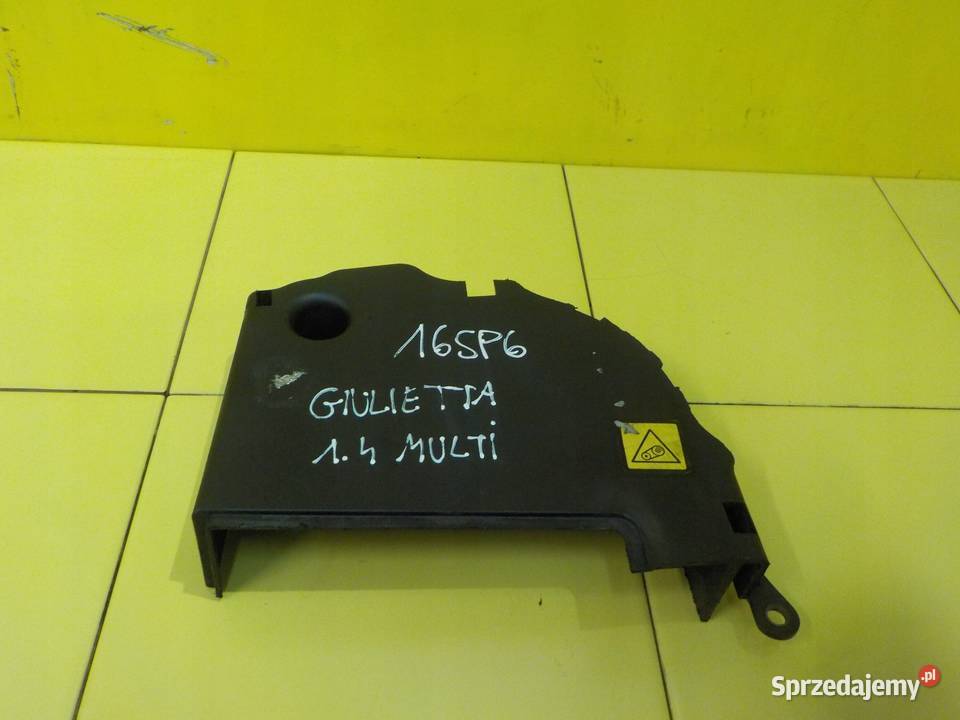 16SP6
GIULIETTA
1.4 MULTI
Sprzedajemy.pl